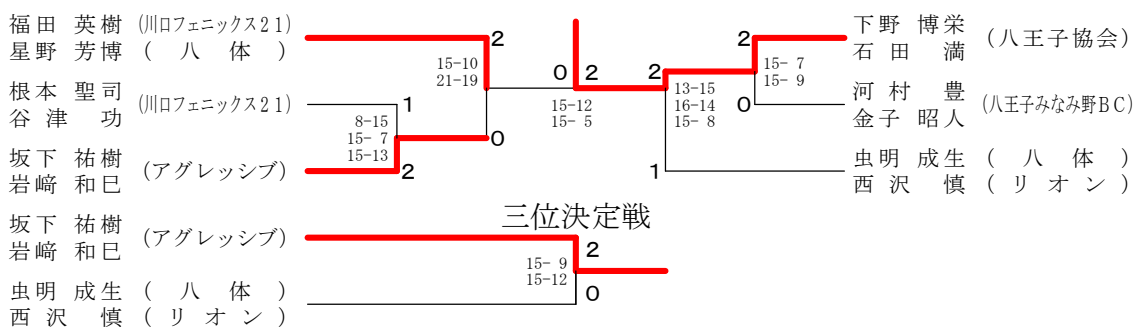 福田 英樹 (川口フェニックス21)
星野 芳博 ( 八 体 )
2
15-10
21-19
根本 聖司 (川口フェニックス21)
谷津 功
1
8-15
15- 7
15-13
0
坂下 祐樹 (アグレッシブ)
岩﨑 和巳
2
0 2
15-12
15- 5
下野 博栄 (八王子協会)
石田 満
2
15- 7
15- 9
河村 豊 (八王子みなみ野BC)
金子 昭人
0
2
13-15
16-14
15- 8
虫明 成生 ( 八 体 )
西沢 慎 ( リオン )
1
三位決定戦
坂下 祐樹 (アグレッシブ)
岩﨑 和巳
2
15- 9
15-12
虫明 成生 ( 八 体 )
西沢 慎 ( リオン )
0